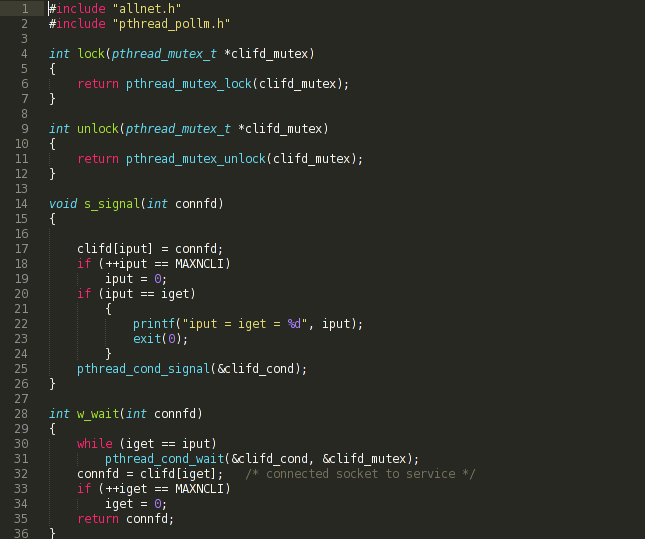 1 #include "allnet.h"
2 #include "pthread_pollm.h"
3
4 int lock(pthread_mutex_t *clifd_mutex)
5 {
6     return pthread_mutex_lock(clifd_mutex);
7 }
8
9 int unlock(pthread_mutex_t *clifd_mutex)
10 {
11     return pthread_mutex_unlock(clifd_mutex);
12 }
13
14 void s_signal(int connfd)
15 {
16
17     clifd[iput] = connfd;
18     if (++iput == MAXNCLI)
19         iput = 0;
20     if (iput == iget)
21         {
22             printf("iput = iget = %d", iput);
23             exit(0);
24         }
25     pthread_cond_signal(&clifd_cond);
26 }
27
28 int w_wait(int connfd)
29 {
30     while (iget == iput)
31         pthread_cond_wait(&clifd_cond, &clifd_mutex);
32     connfd = clifd[iget];   /* connected socket to service */
33     if (++iget == MAXNCLI)
34         iget = 0;
35     return connfd;
36 }